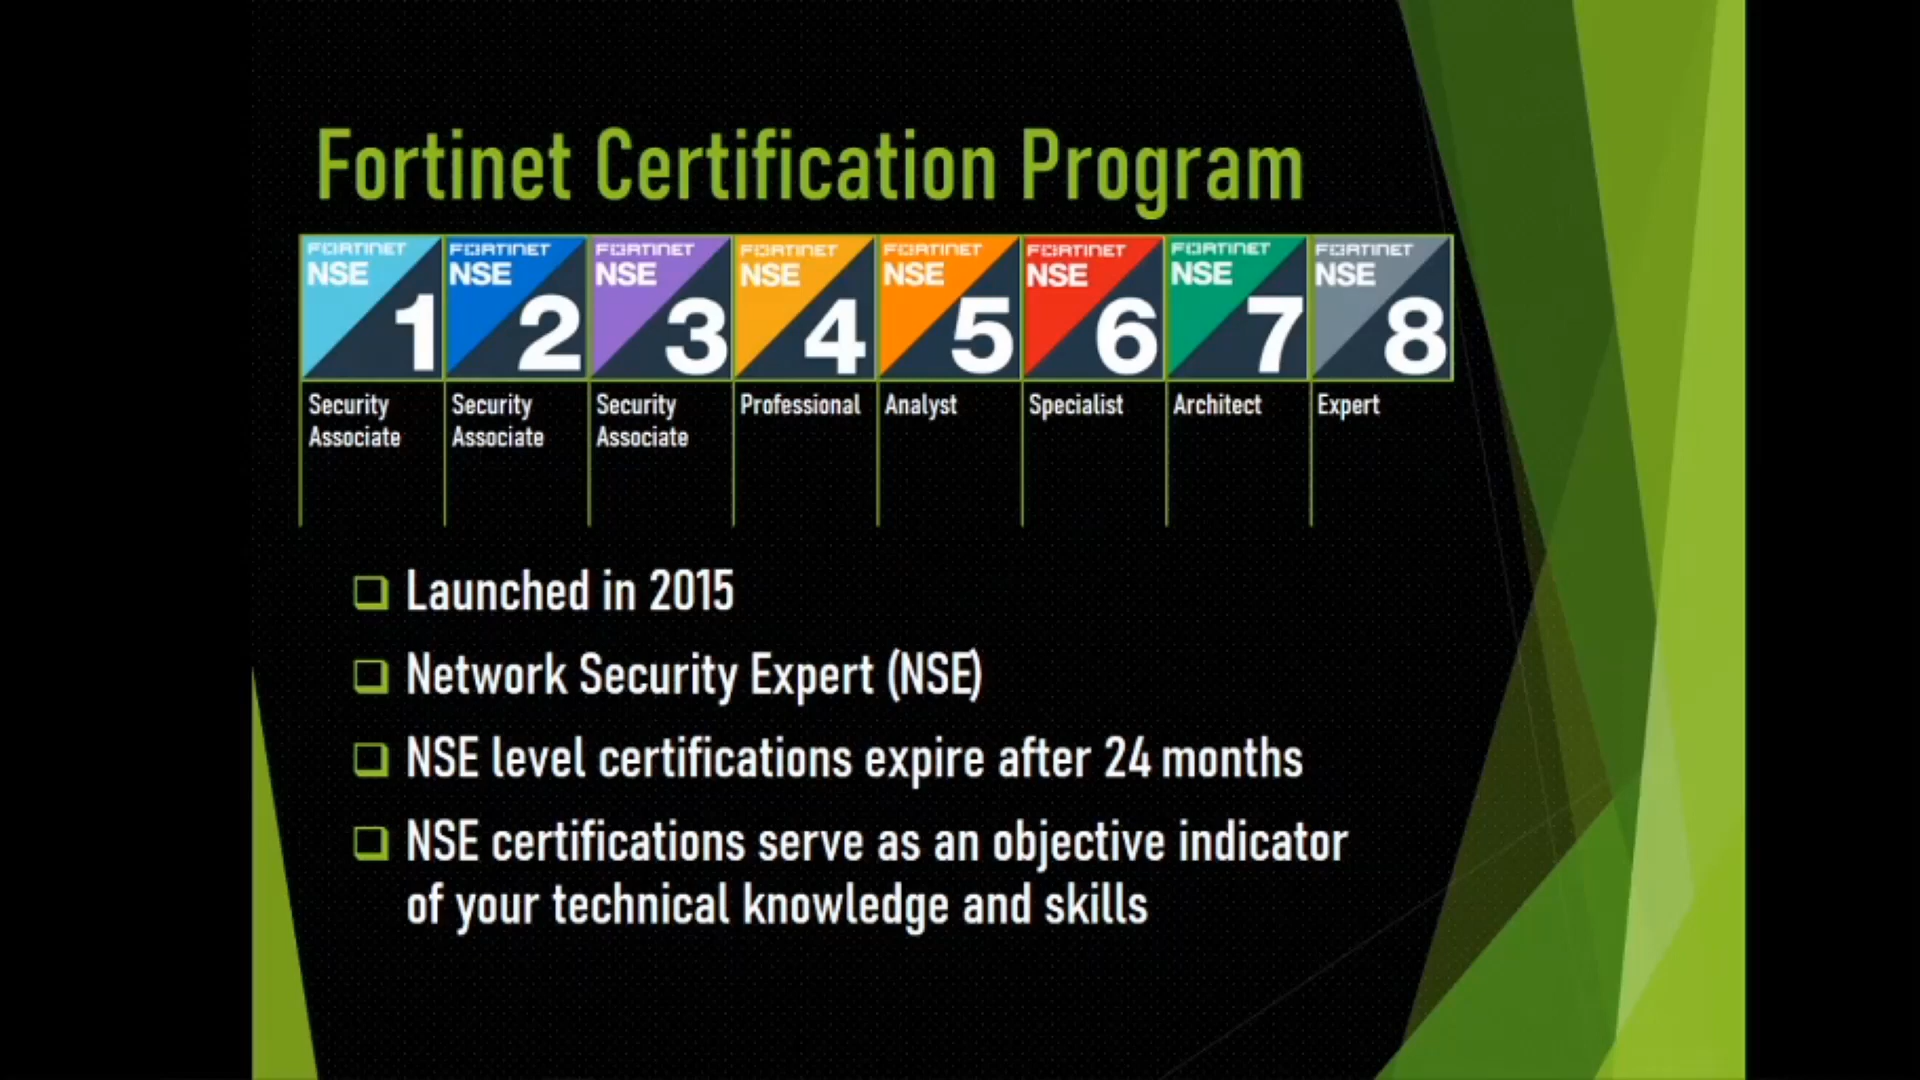 Fortinet Certification Program
FORTINET FORTINET FORTINET FORTINET FORTINET FORTINET FORTINET FORTINET
NSE NSE NSE NSE NSE NSE NSE NSE
1 2 3 4 5 6 7 8
Security Security Security Professional Analyst Specialist Architect Expert
Associate Associate Associate
Launched in 2015
Network Security Expert (NSE)
NSE level certifications expire after 24 months
NSE certifications serve as an objective indicator
of your technical knowledge and skills